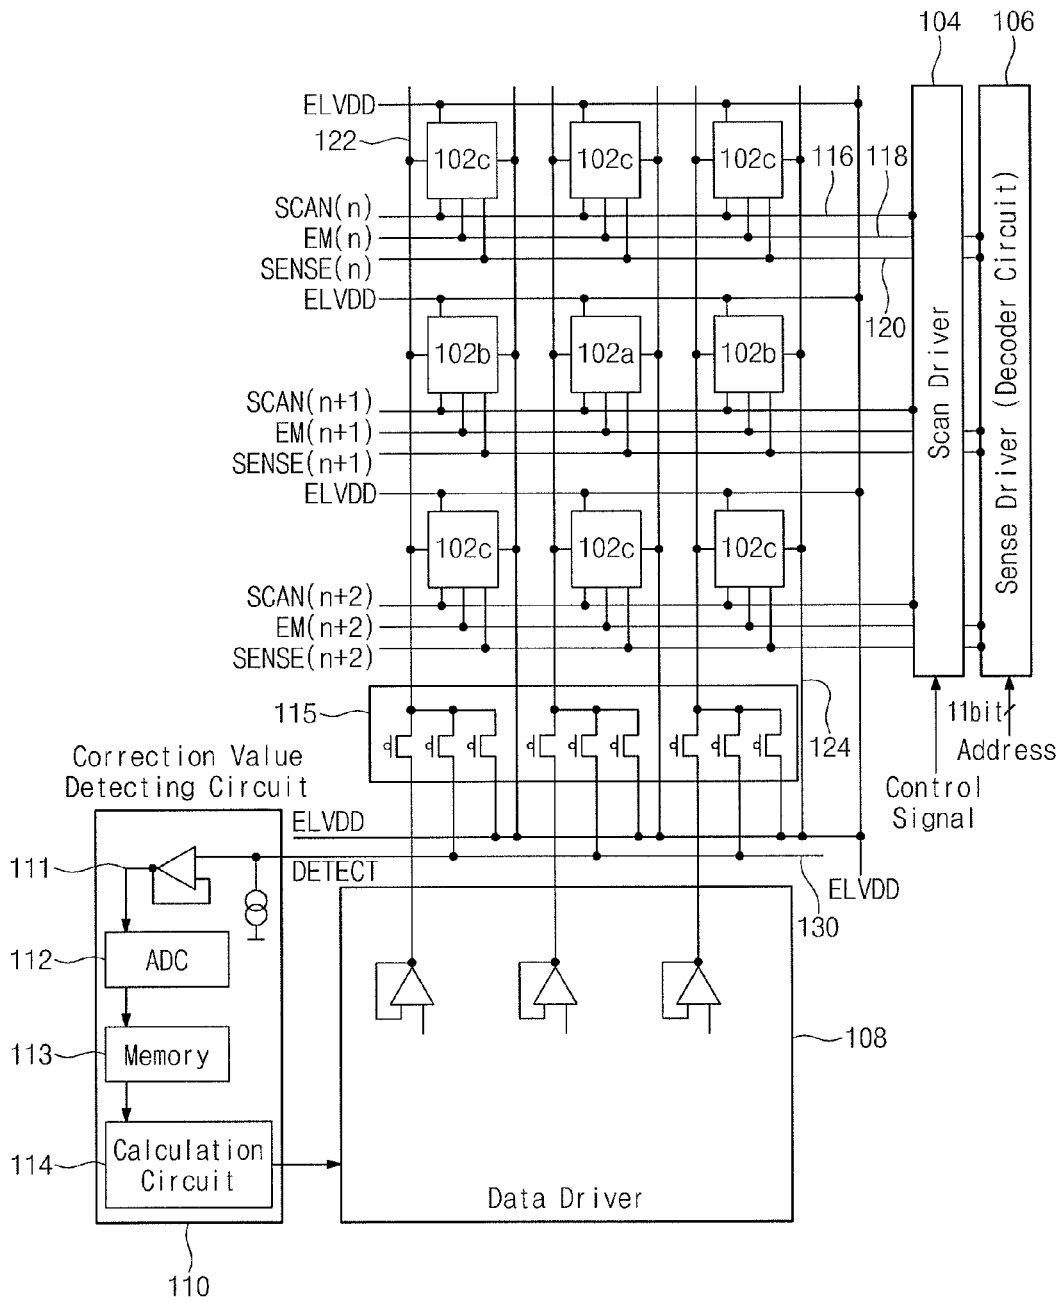 104
106
ELVDD
122
102c
102c
102c
116
118
SCAN(n)
EM(n)
SENSE(n)
120
ELVDD
102b
102a
102b
SCAN(n+1)
EM(n+1)
SENSE(n+1)
ELVDD
102c
102c
102c
SCAN(n+2)
EM(n+2)
SENSE(n+2)
Scan Driver
Sense Driver (Decoder Circuit)
115
124
11bit
Address
Control
Signal
Correction Value
Detecting Circuit
ELVDD
111
DETECT
ELVDD
130
112
ADC
113
Memory
108
114
Calculation
Circuit
Data Driver
110